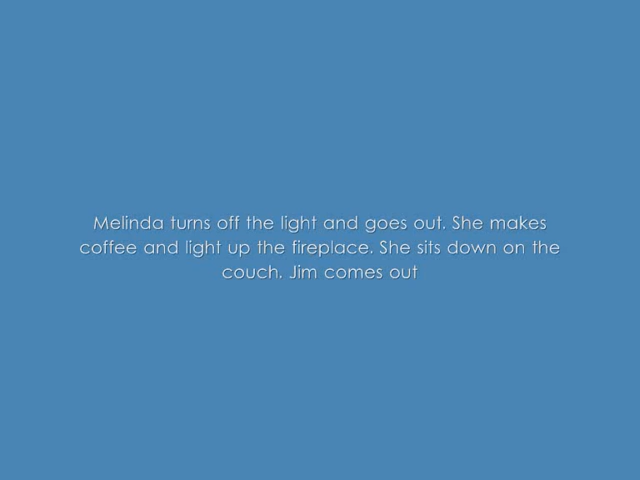 Melinda turns off the light and goes out. She makes
coffee and light up the fireplace. She sits down on the
couch. Jim comes out